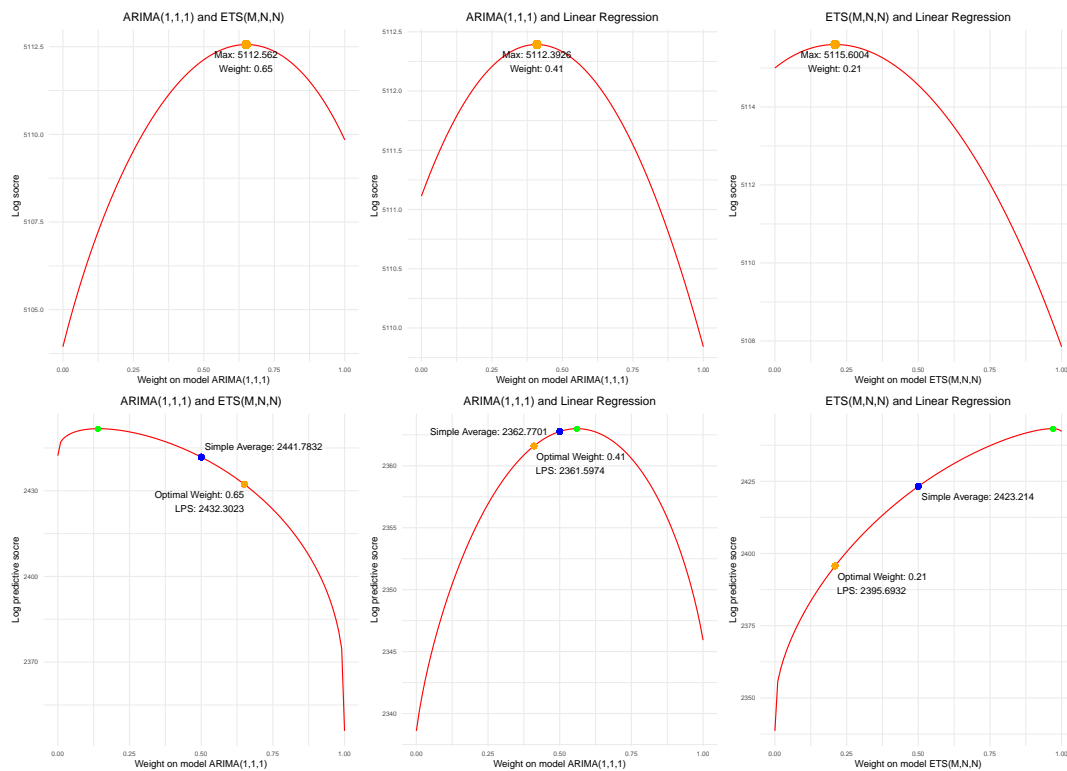 ARIMA(1,1,1) and ETS(M,N,N)
Max: 5112.562
Weight: 0.65
5112.5
5110.0
5107.5
5105.0
Log socre
0.00 0.25 0.50 0.75 1.00
Weight on model ARIMA(1,1,1)
ARIMA(1,1,1) and Linear Regression
Max: 5112.3926
Weight: 0.41
5112.5
5112.0
5111.5
5111.0
5110.5
5110.0
Log socre
0.00 0.25 0.50 0.75 1.00
Weight on model ARIMA(1,1,1)
ETS(M,N,N) and Linear Regression
Max: 5115.6004
Weight: 0.21
5114
5112
5110
5108
Log socre
0.00 0.25 0.50 0.75 1.00
Weight on model ETS(M,N,N)
ARIMA(1,1,1) and ETS(M,N,N)
Simple Average: 2441.7832
Optimal Weight: 0.65
LPS: 2432.3023
2430
2400
2370
Log predictive socre
0.00 0.25 0.50 0.75 1.00
Weight on model ARIMA(1,1,1)
ARIMA(1,1,1) and Linear Regression
Simple Average: 2362.7701
Optimal Weight: 0.41
LPS: 2361.5974
2360
2355
2350
2345
2340
Log predictive socre
0.00 0.25 0.50 0.75 1.00
Weight on model ARIMA(1,1,1)
ETS(M,N,N) and Linear Regression
Simple Average: 2423.214
Optimal Weight: 0.21
LPS: 2395.6932
2425
2400
2375
2350
Log predictive socre
0.00 0.25 0.50 0.75 1.00
Weight on model ETS(M,N,N)